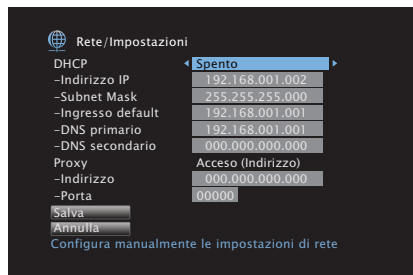 Rete/Impostazioni
DHCP Spento
–Indirizzo IP 192.168.001.002
–Subnet Mask 255.255.255.000
–Ingresso default 192.168.001.001
–DNS primario 192.168.001.001
–DNS secondario 000.000.000.000
Proxy Acceso (Indirizzo)
–Indirizzo 000.000.000.000
–Porta 00000
Salva
Annulla
Configura manualmente le impostazioni di rete